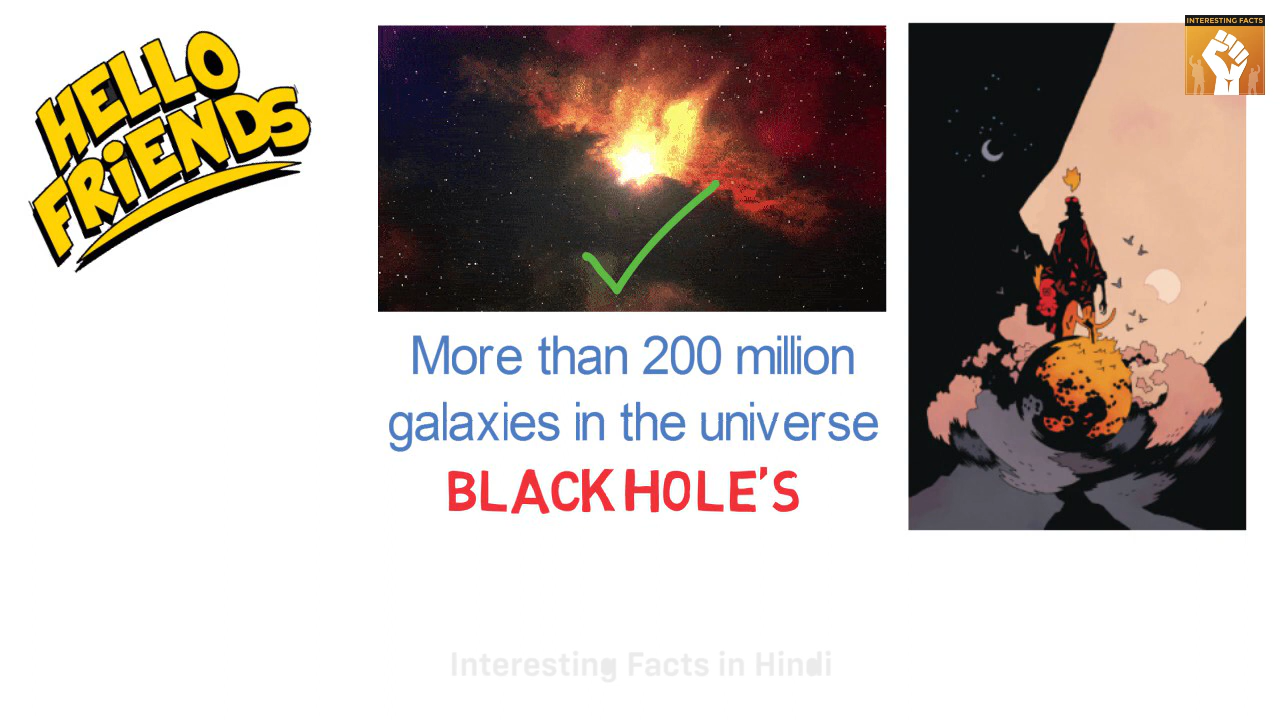 HELLO
FRiENDS
INTERESTING FACTS
More than 200 million
galaxies in the universe
BLACK HOLE'S
Interesting Facts in Hindi